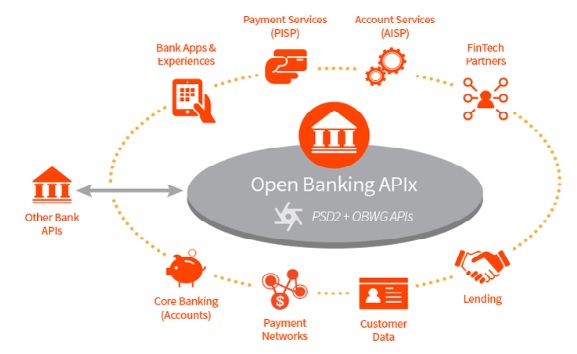 Payment Services
(PISP)
Account Services
(AISP)
Bank Apps &
Experiences
FinTech
Partners
Open Banking APIx
PSD2 + OBWG APIs
Other Bank
APIs
Core Banking
(Accounts)
$
Payment
Networks
Customer
Data
Lending